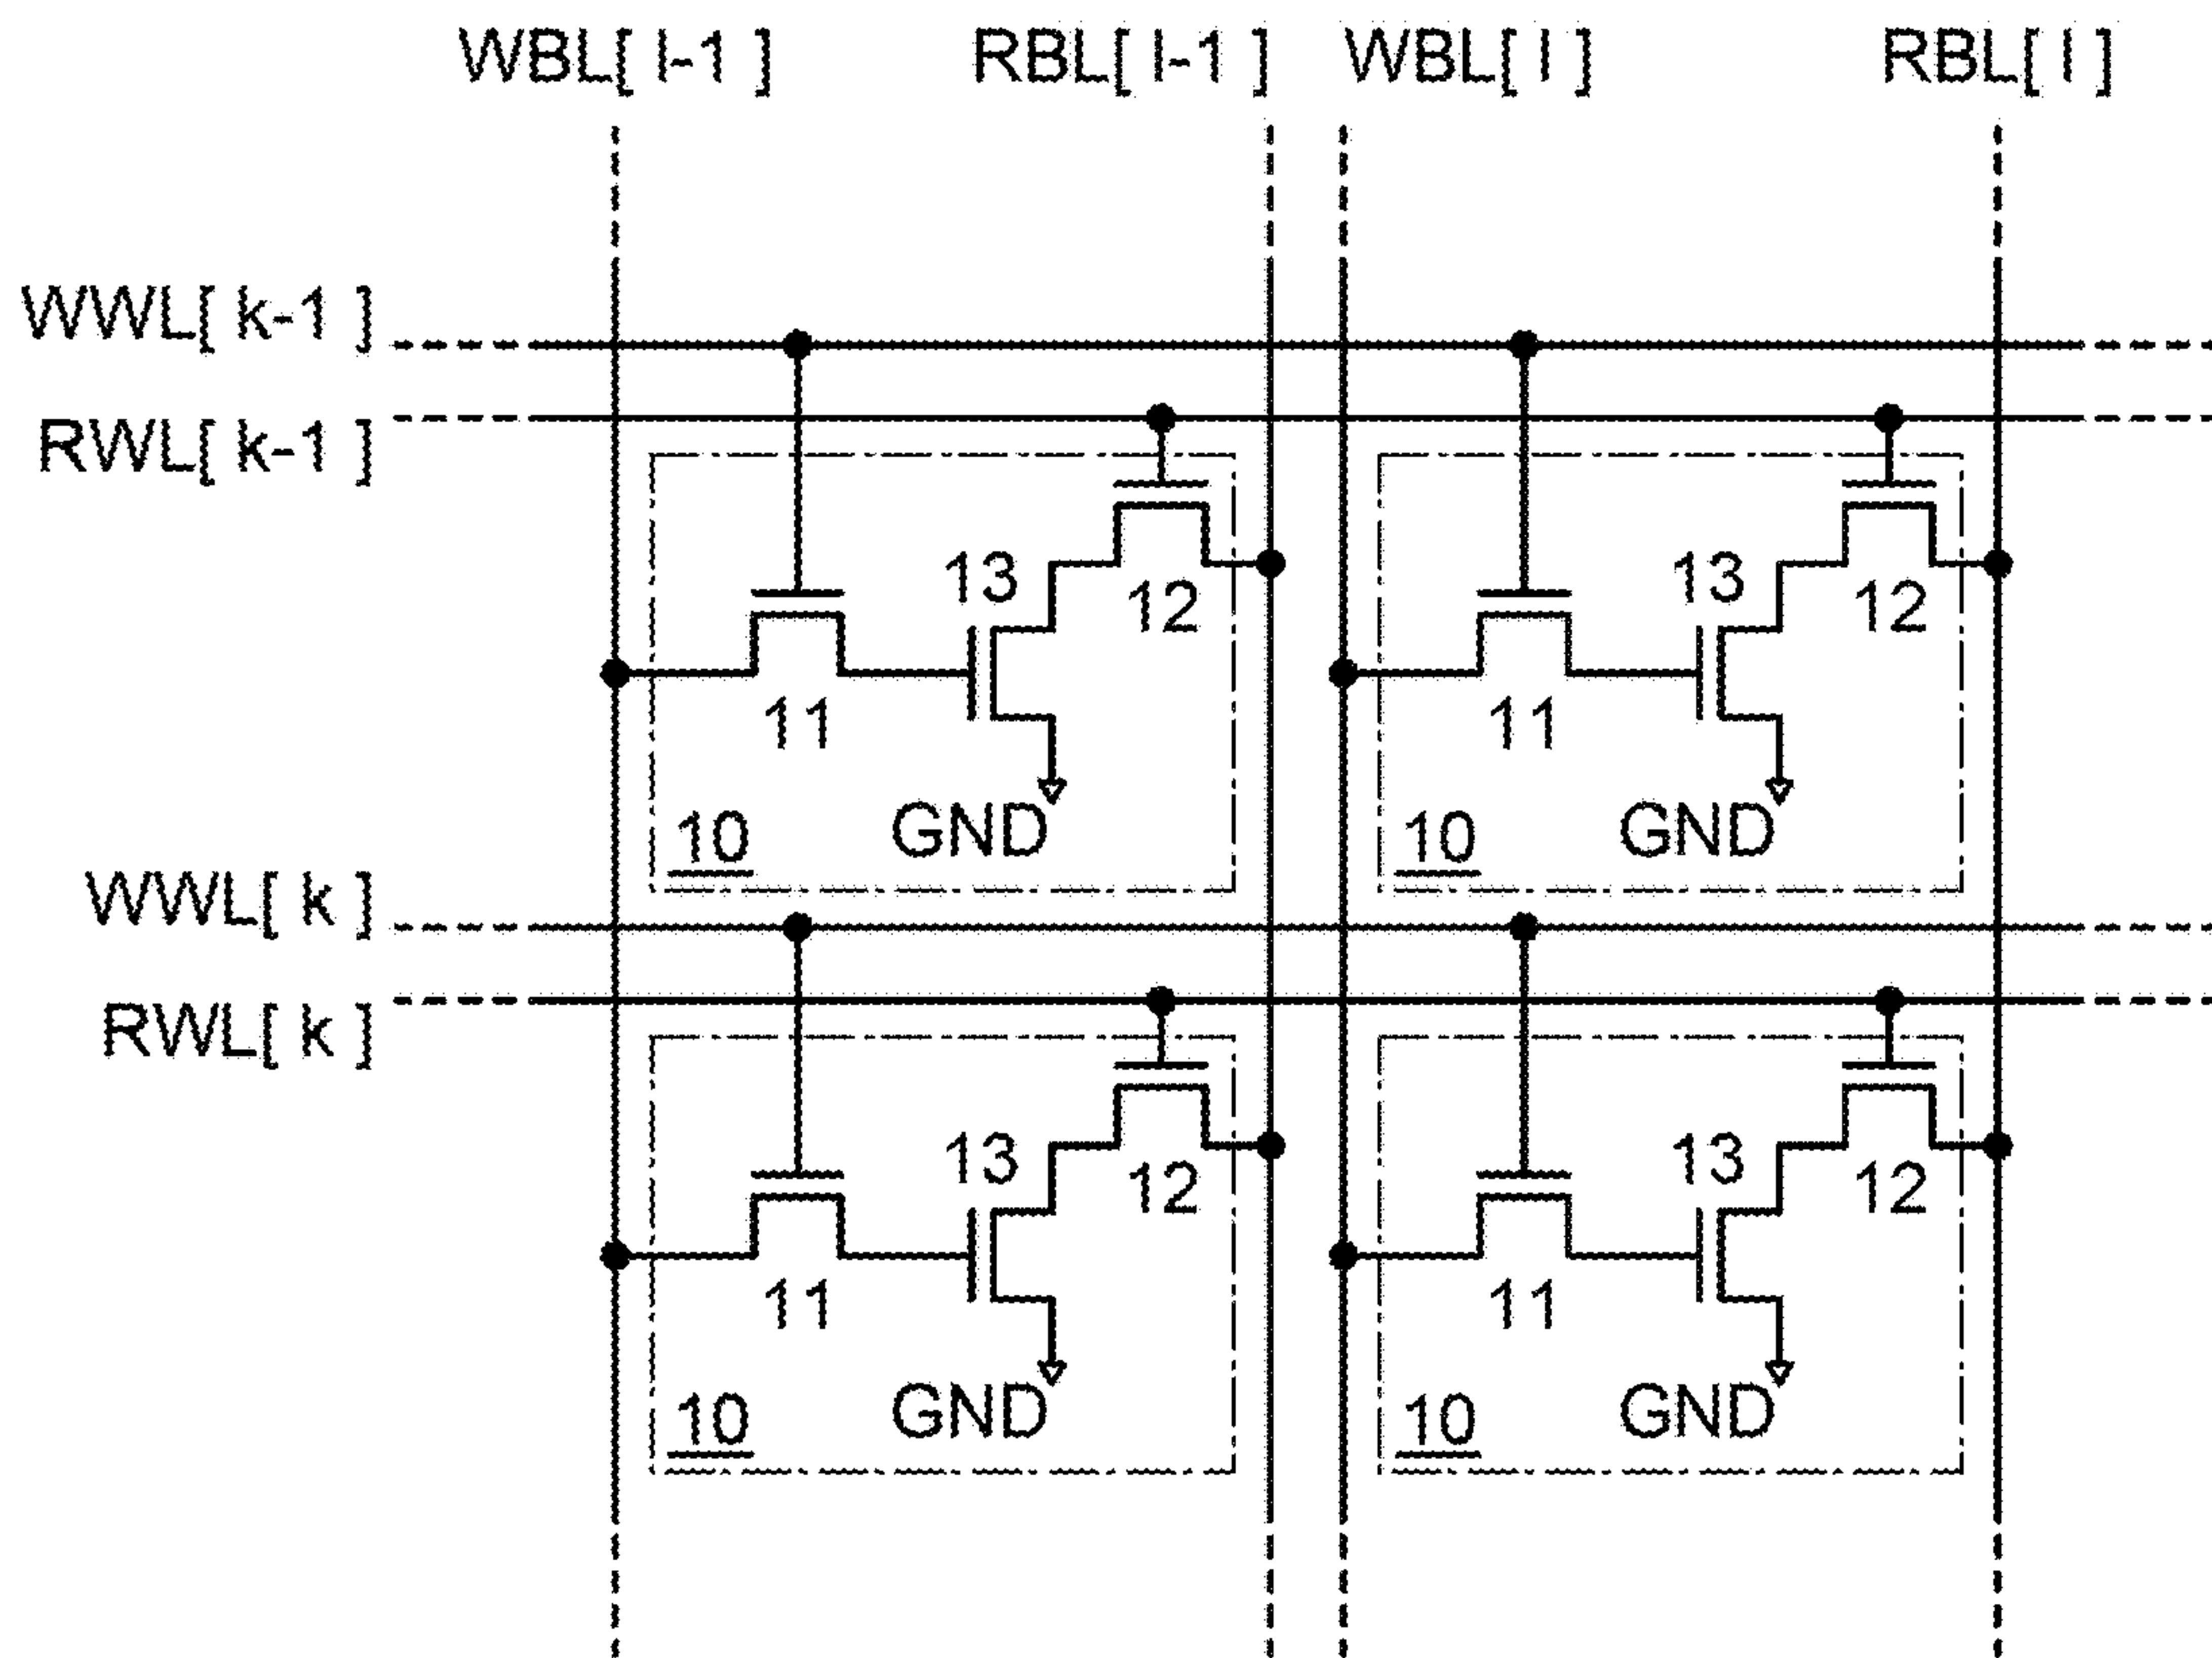 WBL[ l-1 ] RBL[ l-1 ] WBL[ l ] RBL[ l ]
WWL[ k-1 ]
RWL[ k-1 ]
13 12 13 12
11 11
10 GND 10 GND
WWL[ k ]
RWL[ k ]
13 12 13 12
11 11
10 GND 10 GND